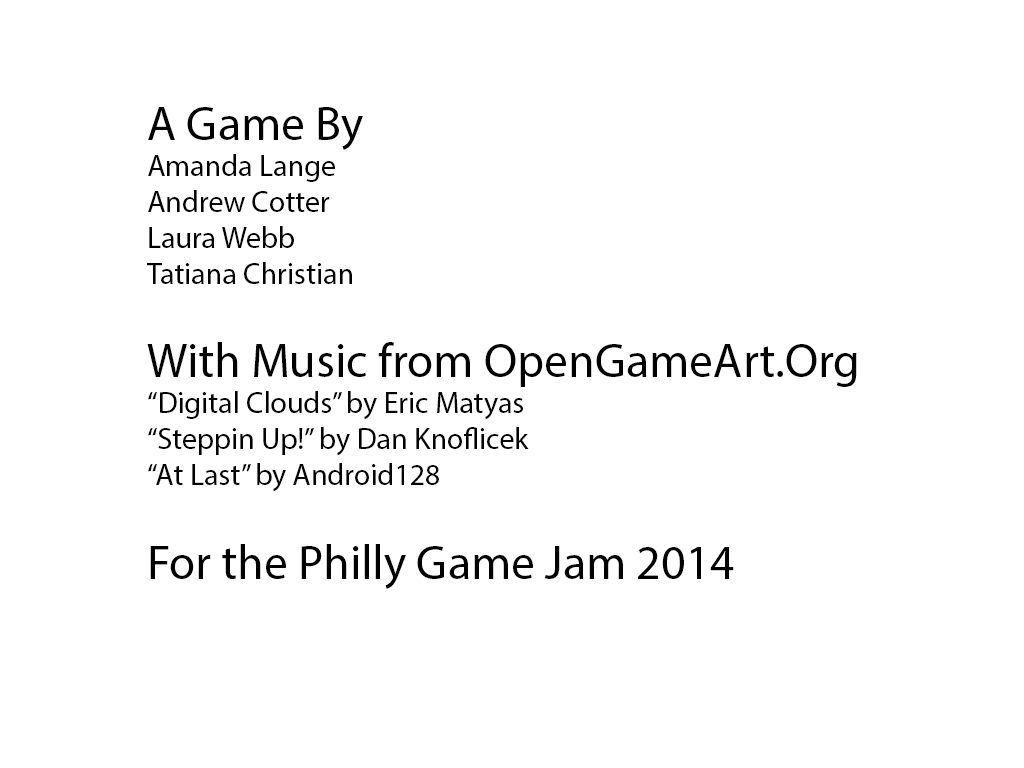 A Game By
Amanda Lange
Andrew Cotter
Laura Webb
Tatiana Christian
With Music from OpenGameArt.Org
“Digital Clouds” by Eric Matyas
“Steppin Up!” by Dan Knoflicek
“At Last” by Android128
For the Philly Game Jam 2014